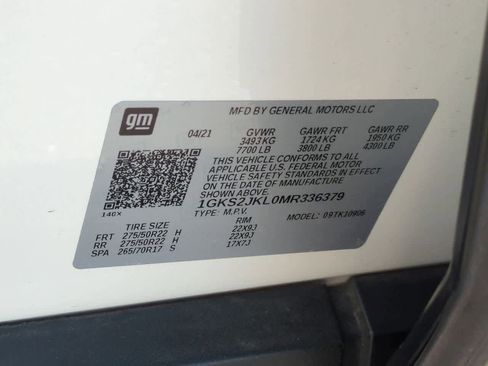 gm
MFD BY GENERAL MOTORS LLC
04/21 GVWR GAWR FRT GAWR RR
3493 KG 1724 KG 1950 KG
7700 LB 3800 LB 4300 LB
THIS VEHICLE CONFORMS TO ALL
APPLICABLE U.S. FEDERAL MOTOR
VEHICLE SAFETY STANDARDS IN
EFFECT ON THE DATE OF MANUFACTURE
SHOWN ABOVE.
1GKS2JKL0MR336379
TYPE: M.P.V. MODEL: 09TK10906
140X
TIRE SIZE RIM
FRT 275/50R22 H 22X9J
RR 275/50R22 H 22X9J
SPA 265/70R17 S 17X7J